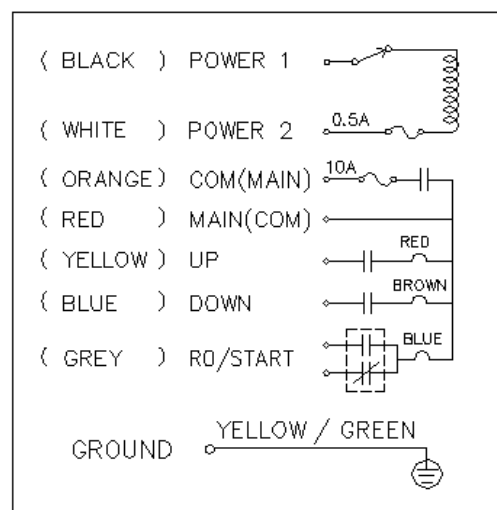 ( BLACK ) POWER 1
( WHITE ) POWER 2 0.5A
( ORANGE ) COM(MAIN) 10A
( RED ) MAIN(COM)
RED
( YELLOW ) UP
BROWN
( BLUE ) DOWN
BLUE
( GREY ) RO/START
GROUND YELLOW / GREEN